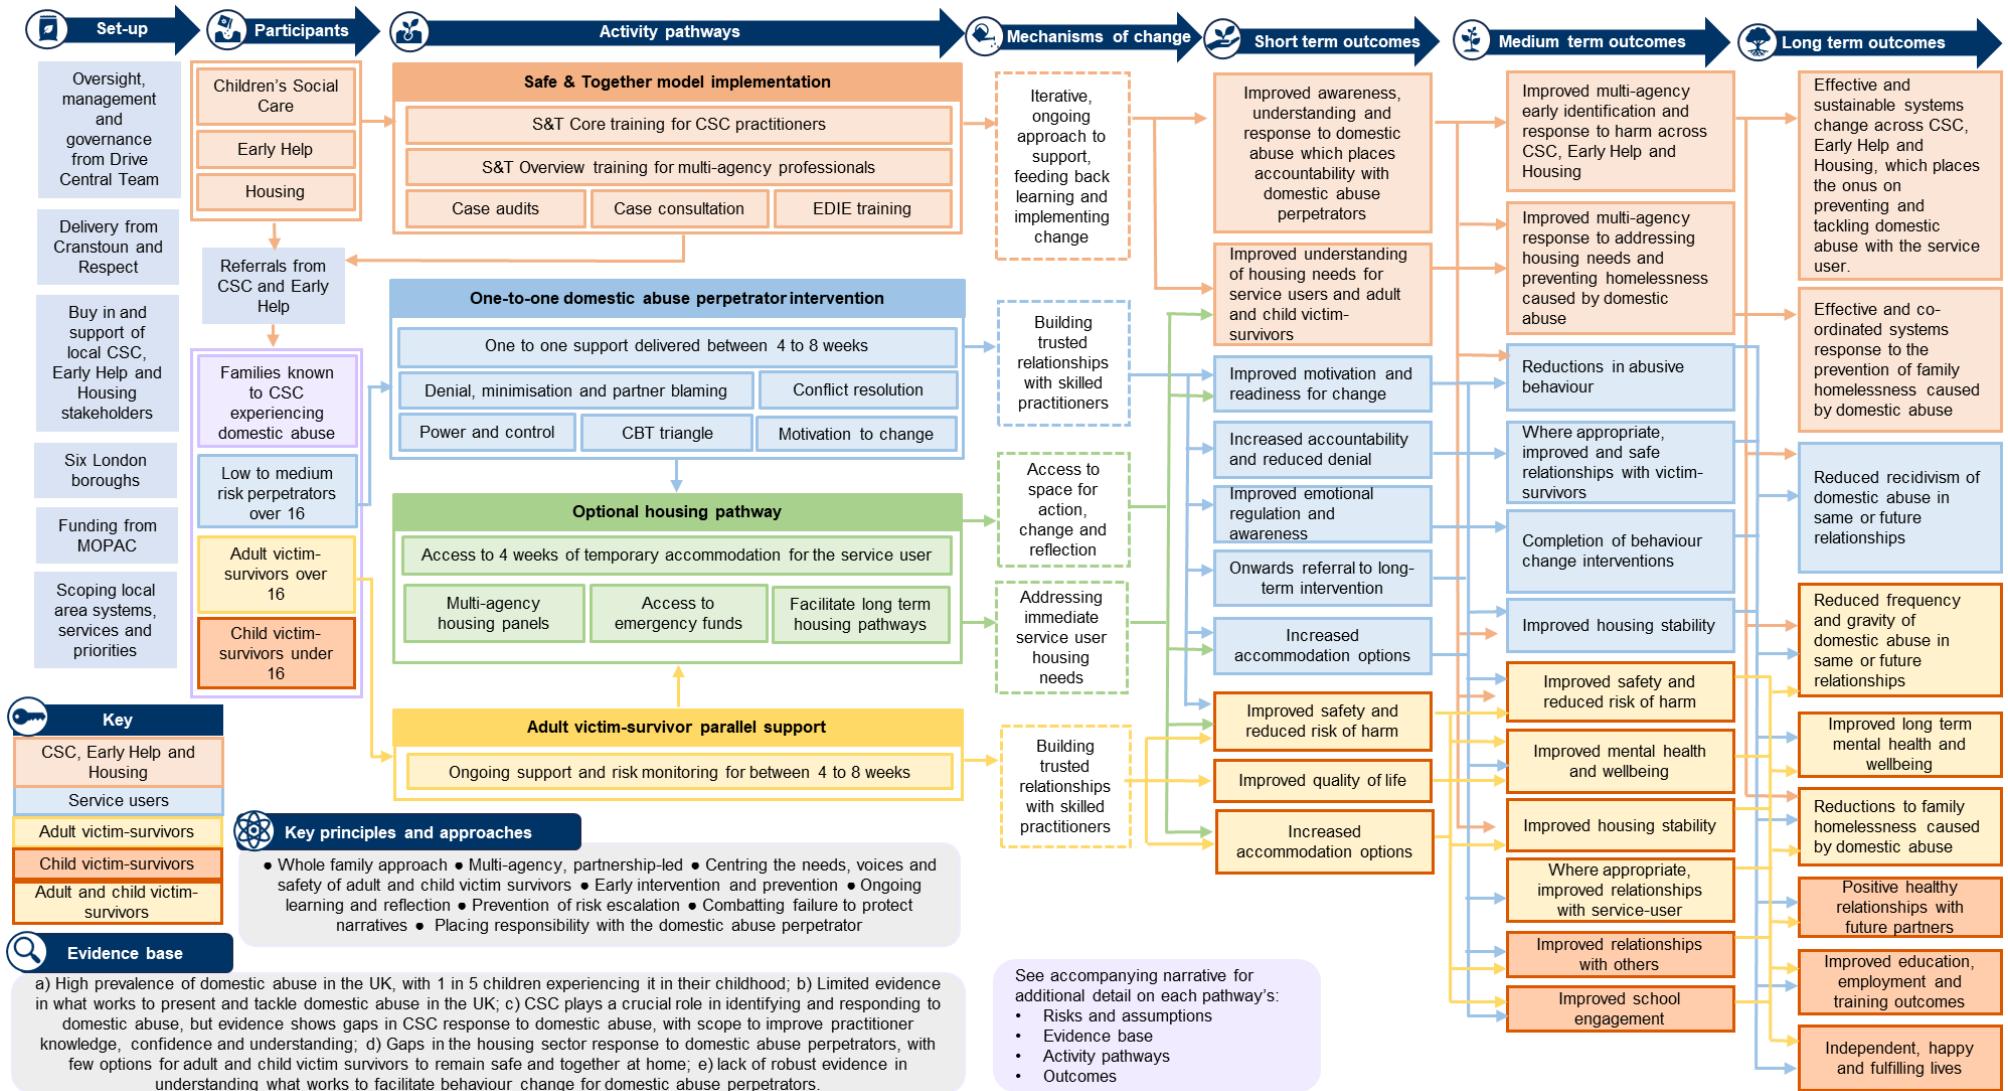 Set-up
Participants
Activity pathways
Mechanisms of change
Short term outcomes
Medium term outcomes
Long term outcomes
Oversight,
management
and
governance
from Drive
Central Team
Delivery from
Cranstoun and
Respect
Buy in and
support of
local CSC,
Early Help and
Housing
stakeholders
Six London
boroughs
Funding from
MOPAC
Scoping local
area systems,
services and
priorities
Children's Social
Care
Early Help
Housing
Referrals from
CSC and Early
Help
Families known
to CSC
experiencing
domestic abuse
Low to medium
risk perpetrators
over 16
Adult victim-
survivors over
16
Child victim-
survivors under
16
Safe & Together model implementation
S&T Core training for CSC practitioners
S&T Overview training for multi-agency professionals
Case audits
Case consultation
EDIE training
One-to-one domestic abuse perpetrator intervention
One to one support delivered between 4 to 8 weeks
Denial, minimisation and partner blaming
Conflict resolution
Power and control
CBT triangle
Motivation to change
Optional housing pathway
Access to 4 weeks of temporary accommodation for the service user
Multi-agency
housing panels
Access to
emergency funds
Facilitate long term
housing pathways
Adult victim-survivor parallel support
Ongoing support and risk monitoring for between 4 to 8 weeks
Iterative,
ongoing
approach to
support,
feeding back
learning and
implementing
change
Building
trusted
relationships
with skilled
practitioners
Access to
space for
action,
change and
reflection
Addressing
immediate
service user
housing
needs
Building
trusted
relationships
with skilled
practitioners
Improved awareness,
understanding and
response to domestic
abuse which places
accountability with
domestic abuse
perpetrators
Improved understanding
of housing needs for
service users and adult
and child victim-
survivors
Improved motivation and
readiness for change
Increased accountability
and reduced denial
Improved emotional
regulation and
awareness
Onwards referral to long-
term intervention
Increased
accommodation options
Improved safety and
reduced risk of harm
Improved quality of life
Increased
accommodation options
Improved multi-agency
early identification and
response to harm across
CSC, Early Help and
Housing
Improved multi-agency
response to addressing
housing needs and
preventing homelessness
caused by domestic
abuse
Reductions in abusive
behaviour
Where appropriate,
improved and safe
relationships with victim-
survivors
Completion of behaviour
change interventions
Improved housing stability
Improved safety and
reduced risk of harm
Improved mental health
and wellbeing
Improved housing stability
Where appropriate,
improved relationships
with service-user
Improved relationships
with others
Improved school
engagement
Effective and
sustainable systems
change across CSC,
Early Help and
Housing, which places
the onus on
preventing and
tackling domestic
abuse with the service
user.
Effective and co-
ordinated systems
response to the
prevention of family
homelessness caused
by domestic abuse
Reduced recidivism of
domestic abuse in
same or future
relationships
Reduced frequency
and gravity of
domestic abuse in
same or future
relationships
Improved long term
mental health and
wellbeing
Reductions to family
homelessness caused
by domestic abuse
Positive healthy
relationships with
future partners
Improved education,
employment and
training outcomes
Independent, happy
and fulfilling lives
Key
CSC, Early Help and
Housing
Service users
Adult victim-survivors
Child victim-survivors
Adult and child victim-
survivors
Key principles and approaches
● Whole family approach ● Multi-agency, partnership-led ● Centring the needs, voices and
safety of adult and child victim survivors ● Early intervention and prevention ● Ongoing
learning and reflection ● Prevention of risk escalation ● Combatting failure to protect
narratives ● Placing responsibility with the domestic abuse perpetrator
Evidence base
a) High prevalence of domestic abuse in the UK, with 1 in 5 children experiencing it in their childhood; b) Limited evidence
in what works to present and tackle domestic abuse in the UK; c) CSC plays a crucial role in identifying and responding to
domestic abuse, but evidence shows gaps in CSC response to domestic abuse, with scope to improve practitioner
knowledge, confidence and understanding; d) Gaps in the housing sector response to domestic abuse perpetrators, with
few options for adult and child victim survivors to remain safe and together at home; e) lack of robust evidence in
understanding what works to facilitate behaviour change for domestic abuse perpetrators.
See accompanying narrative for
additional detail on each pathway's:
• Risks and assumptions
• Evidence base
• Activity pathways
• Outcomes